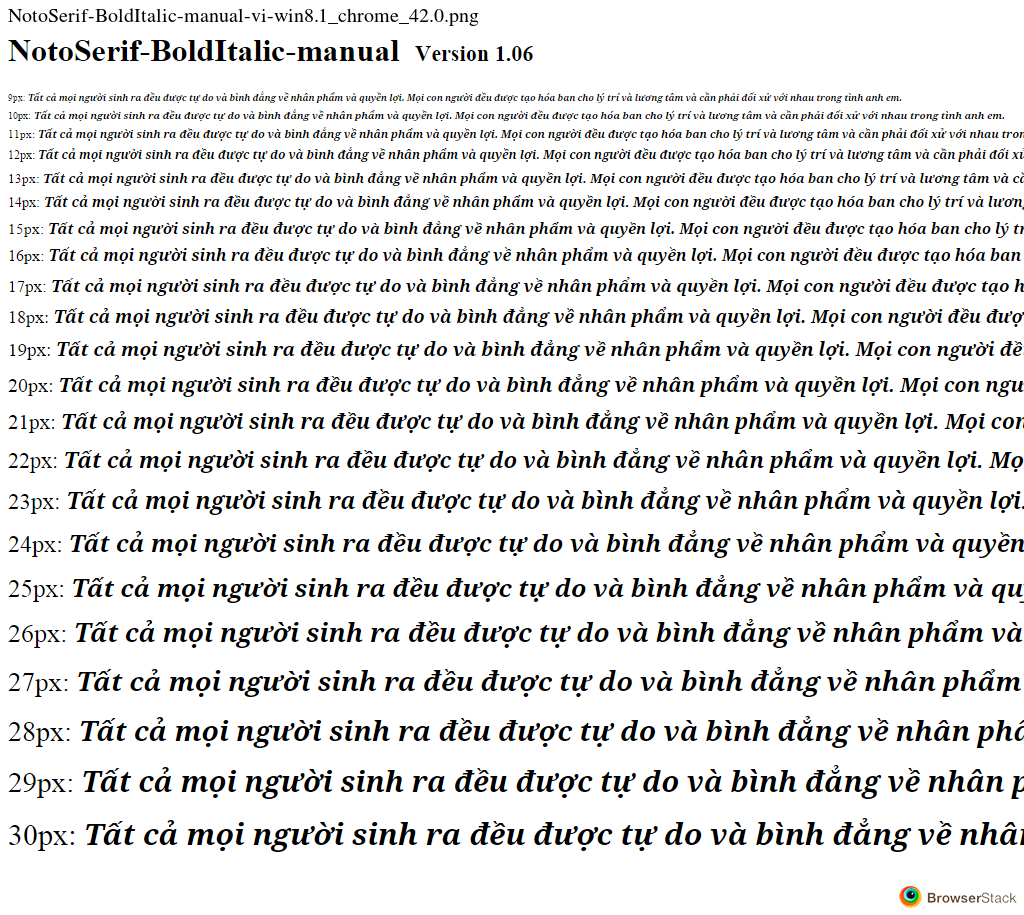 NotoSerif-BoldItalic-manual-vi-win8.1_chrome_42.0.png
NotoSerif-BoldItalic-manual Version 1.06
9px: Tất cả mọi người sinh ra đều được tự do và bình đẳng về nhân phẩm và quyền lợi. Mọi con người đều được tạo hóa ban cho lý trí và lương tâm và cần phải đối xử với nhau trong tình anh em.
10px: Tất cả mọi người sinh ra đều được tự do và bình đẳng về nhân phẩm và quyền lợi. Mọi con người đều được tạo hóa ban cho lý trí và lương tâm và cần phải đối xử với nhau trong tình anh em.
11px: Tất cả mọi người sinh ra đều được tự do và bình đẳng về nhân phẩm và quyền lợi. Mọi con người đều được tạo hóa ban cho lý trí và lương tâm và cần phải đối xử với nhau tron
12px: Tất cả mọi người sinh ra đều được tự do và bình đẳng về nhân phẩm và quyền lợi. Mọi con người đều được tạo hóa ban cho lý trí và lương tâm và cần phải đối xử
13px: Tất cả mọi người sinh ra đều được tự do và bình đẳng về nhân phẩm và quyền lợi. Mọi con người đều được tạo hóa ban cho lý trí và lương tâm và cầ
14px: Tất cả mọi người sinh ra đều được tự do và bình đẳng về nhân phẩm và quyền lợi. Mọi con người đều được tạo hóa ban cho lý trí và lương
15px: Tất cả mọi người sinh ra đều được tự do và bình đẳng về nhân phẩm và quyền lợi. Mọi con người đều được tạo hóa ban cho lý tr
16px: Tất cả mọi người sinh ra đều được tự do và bình đẳng về nhân phẩm và quyền lợi. Mọi con người đều được tạo hóa ban
17px: Tất cả mọi người sinh ra đều được tự do và bình đẳng về nhân phẩm và quyền lợi. Mọi con người đều được tạo h
18px: Tất cả mọi người sinh ra đều được tự do và bình đẳng về nhân phẩm và quyền lợi. Mọi con người đều đượ
19px: Tất cả mọi người sinh ra đều được tự do và bình đẳng về nhân phẩm và quyền lợi. Mọi con người đề
20px: Tất cả mọi người sinh ra đều được tự do và bình đẳng về nhân phẩm và quyền lợi. Mọi con ngư
21px: Tất cả mọi người sinh ra đều được tự do và bình đẳng về nhân phẩm và quyền lợi. Mọi con
22px: Tất cả mọi người sinh ra đều được tự do và bình đẳng về nhân phẩm và quyền lợi. Mọ
23px: Tất cả mọi người sinh ra đều được tự do và bình đẳng về nhân phẩm và quyền lợi.
24px: Tất cả mọi người sinh ra đều được tự do và bình đẳng về nhân phẩm và quyền
25px: Tất cả mọi người sinh ra đều được tự do và bình đẳng về nhân phẩm và quy
26px: Tất cả mọi người sinh ra đều được tự do và bình đẳng về nhân phẩm và
27px: Tất cả mọi người sinh ra đều được tự do và bình đẳng về nhân phẩm
28px: Tất cả mọi người sinh ra đều được tự do và bình đẳng về nhân phẩ
29px: Tất cả mọi người sinh ra đều được tự do và bình đẳng về nhân p
30px: Tất cả mọi người sinh ra đều được tự do và bình đẳng về nhân
BrowserStack